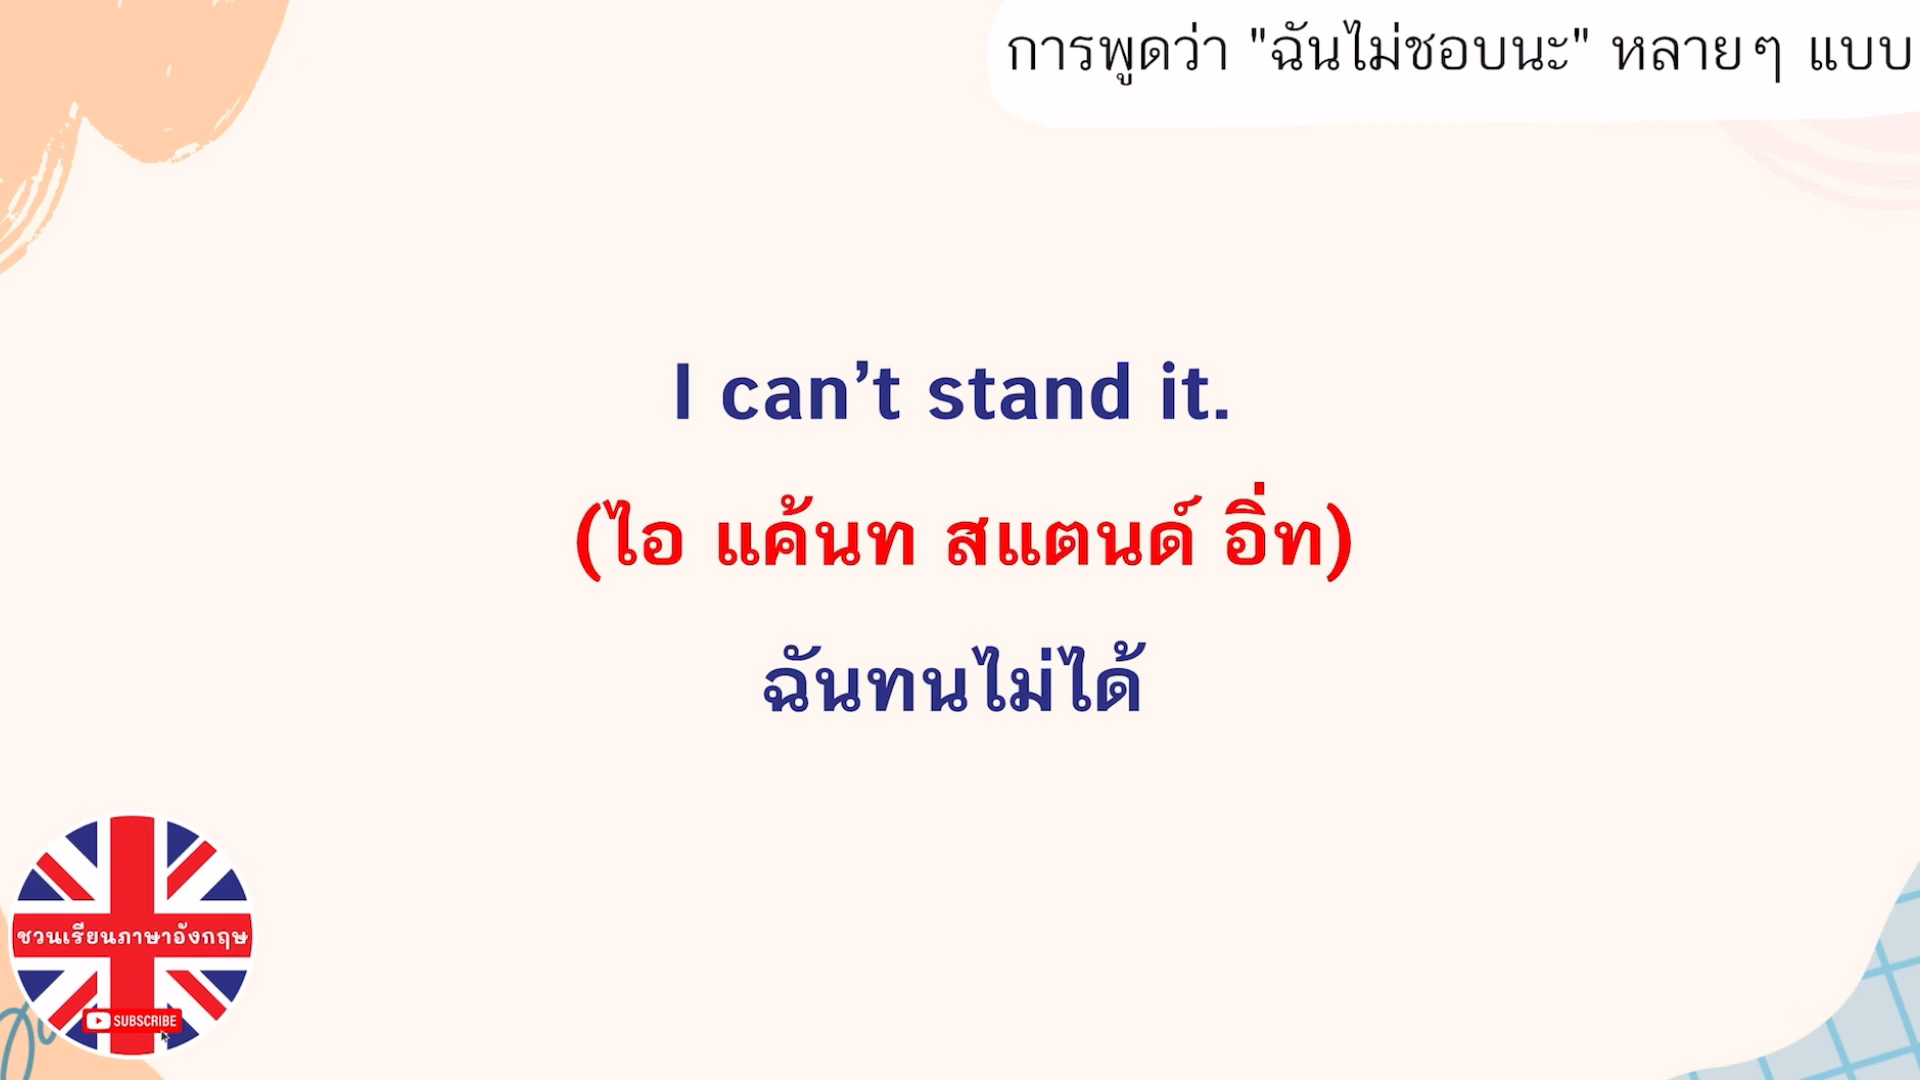 การพูดว่า "ฉันไม่ชอบนะ" หลายๆ แบบ
I can’t stand it.
(ไอ แค้นท สแตนด์ อิ่ท)
ฉันทนไม่ได้
ชวนเรียนภาษาอังกฤษ
SUBSCRIBE